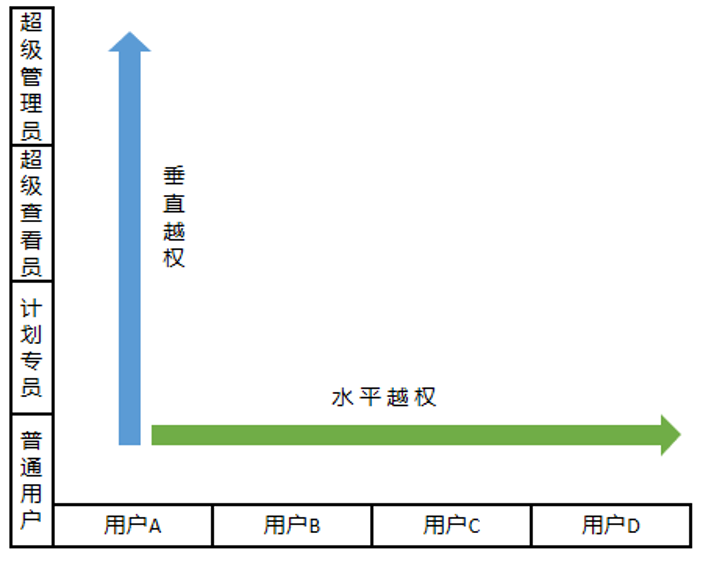 超级管理员
超级查看员
计划专员
普通用户
垂直越权
水平越权
用户A
用户B
用户C
用户D